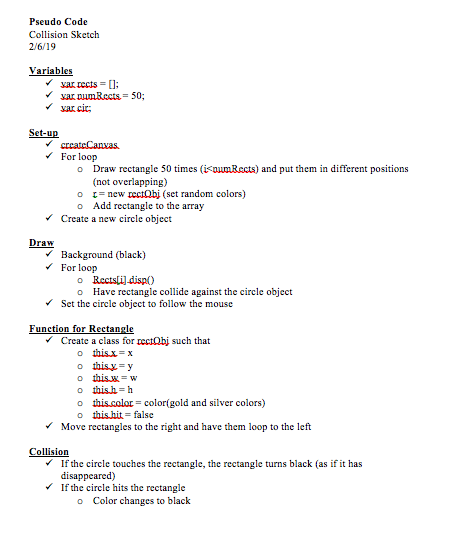 Pseudo Code
Collision Sketch
2/6/19
Variables
✓ var rects = [];
✓ var numRects = 50;
✓ var cir;
Set-up
✓ createCanvas
✓ For loop
o Draw rectangle 50 times (i<numRects) and put them in different positions
(not overlapping)
o r = new rectObj (set random colors)
o Add rectangle to the array
✓ Create a new circle object
Draw
✓ Background (black)
✓ For loop
o Rects[i].disp()
o Have rectangle collide against the circle object
✓ Set the circle object to follow the mouse
Function for Rectangle
✓ Create a class for rectObj such that
o this.x = x
o this.y = y
o this.w = w
o this.h = h
o this.color = color(gold and silver colors)
o this.hit = false
✓ Move rectangles to the right and have them loop to the left
Collision
✓ If the circle touches the rectangle, the rectangle turns black (as if it has
disappeared)
✓ If the circle hits the rectangle
o Color changes to black